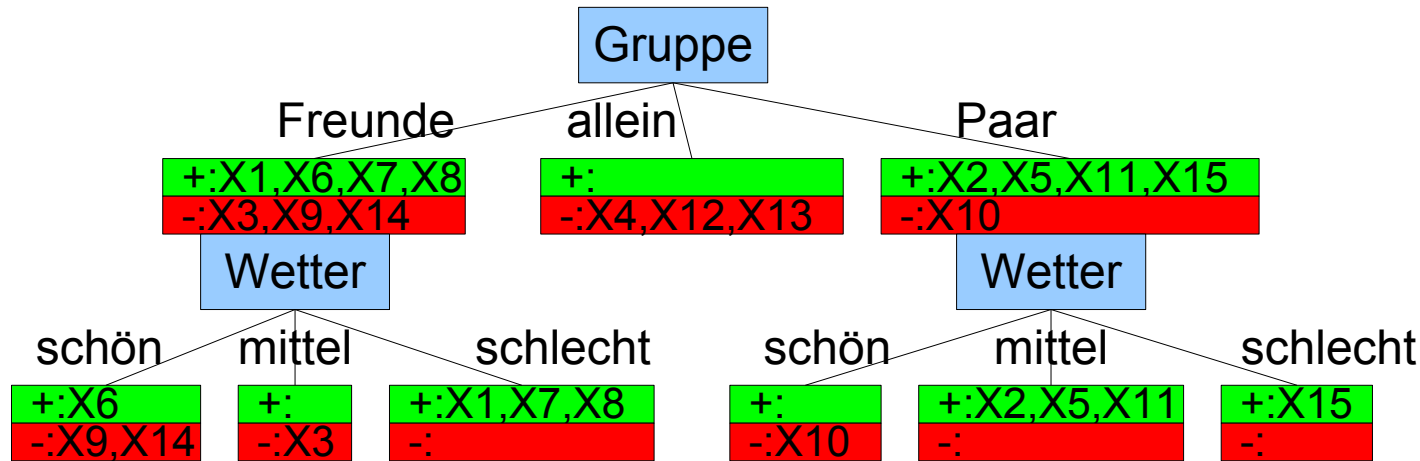 Gruppe
Freunde allein Paar
+:X1,X6,X7,X8 +: +:X2,X5,X11,X15
-:X3,X9,X14 -:X4,X12,X13 -:X10
Wetter Wetter
schön mittel schlecht schön mittel schlecht
+:X6 +: +:X1,X7,X8 +: +:X2,X5,X11 +:X15
-:X9,X14 -:X3 -: -:X10 -: -: